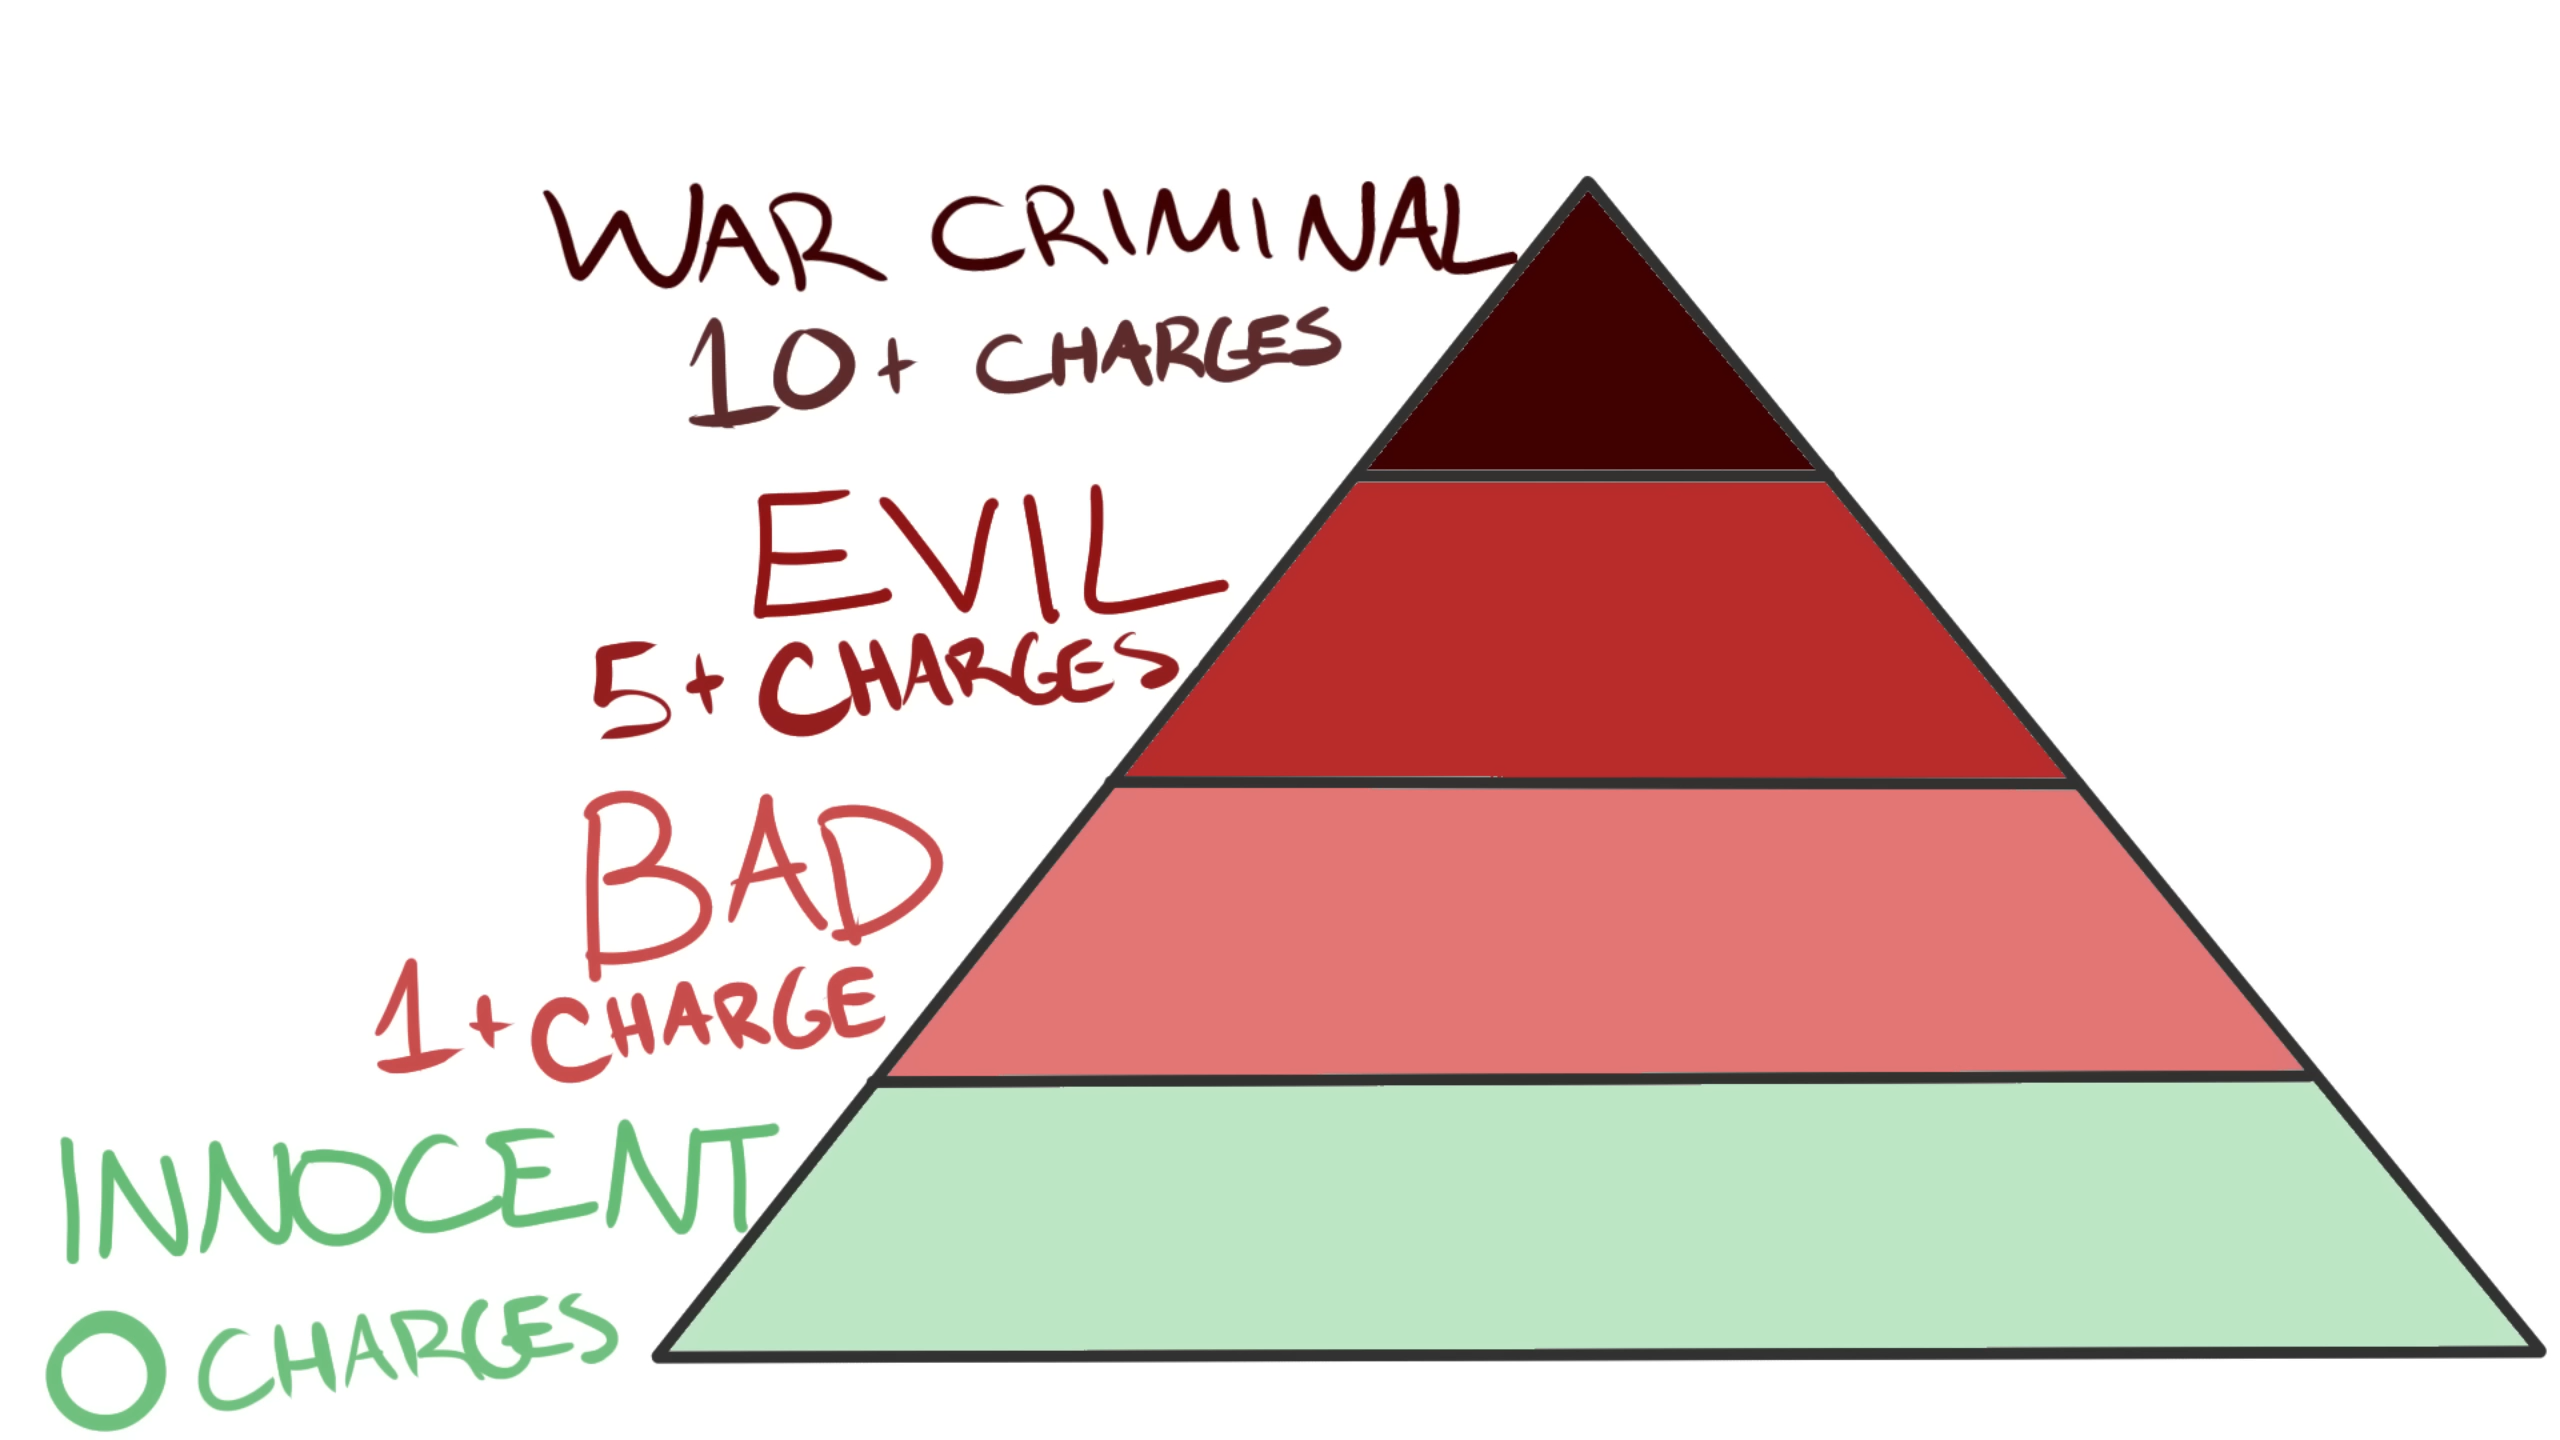 WAR CRIMINAL
10+ CHARGES
EVIL
5+ CHARGES
BAD
1+ CHARGE
INNOCENT
0 CHARGES